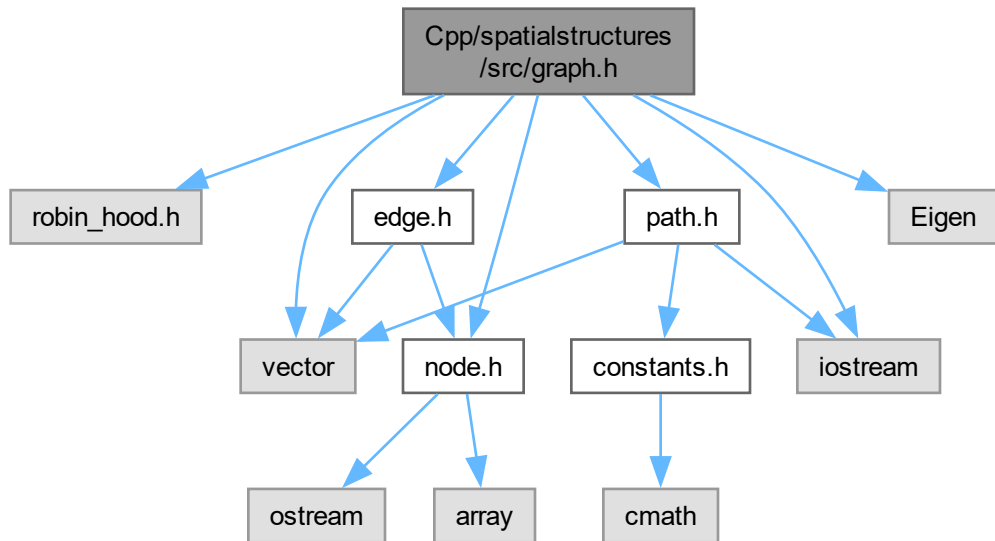 Cpp/spatialstructures
/src/graph.h
robin_hood.h
edge.h
path.h
Eigen
vector
node.h
constants.h
iostream
ostream
array
cmath